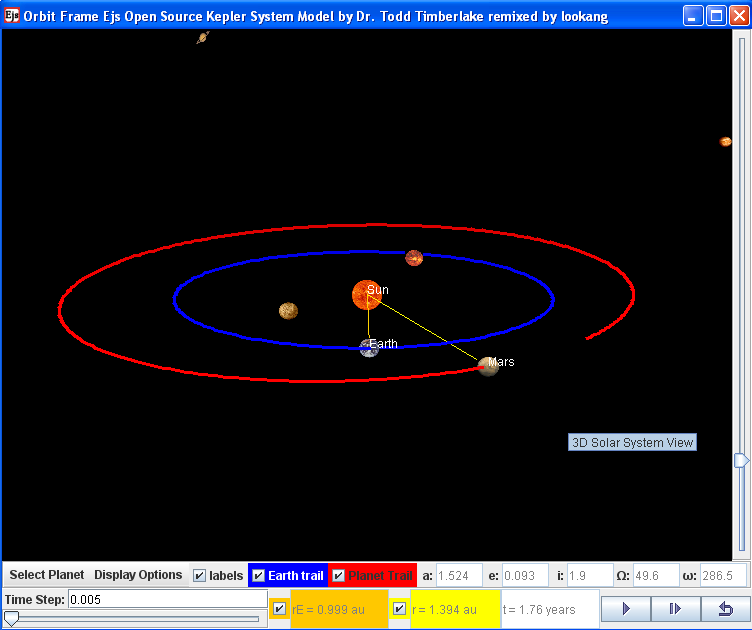 Ejs Orbit Frame Ejs Open Source Kepler System Model by Dr. Todd Timberlake remixed by lookang
Sun
Earth
Mars
3D Solar System View
Select Planet Display Options labels Earth trail Planet Trail a: 1.524 e: 0.093 i: 1.9 Ω: 49.6 ω: 286.5
Time Step: 0.005
rE = 0.999 au r = 1.394 au t = 1.76 years